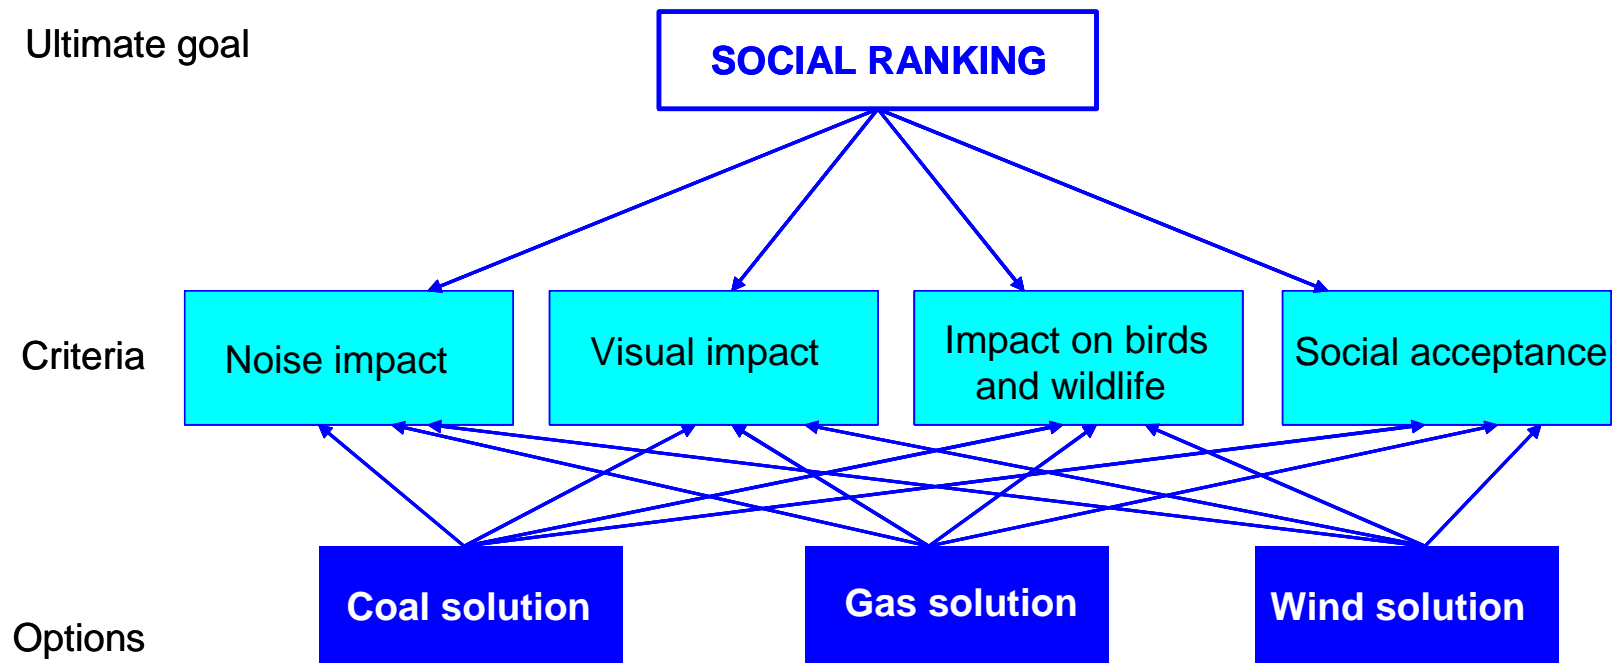 Ultimate goal
SOCIAL RANKING
Criteria
Noise impact
Visual impact
Impact on birds
and wildlife
Social acceptance
Options
Coal solution
Gas solution
Wind solution